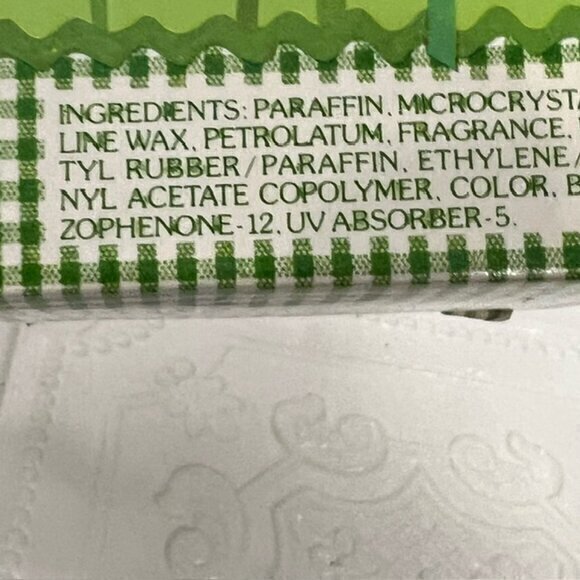 INGREDIENTS: PARAFFIN, MICROCRYSTA
LINE WAX, PETROLATUM, FRAGRANCE,
TYL RUBBER/PARAFFIN, ETHYLENE/
NYL ACETATE COPOLYMER, COLOR, B
ZOPHENONE-12, UV ABSORBER-5.